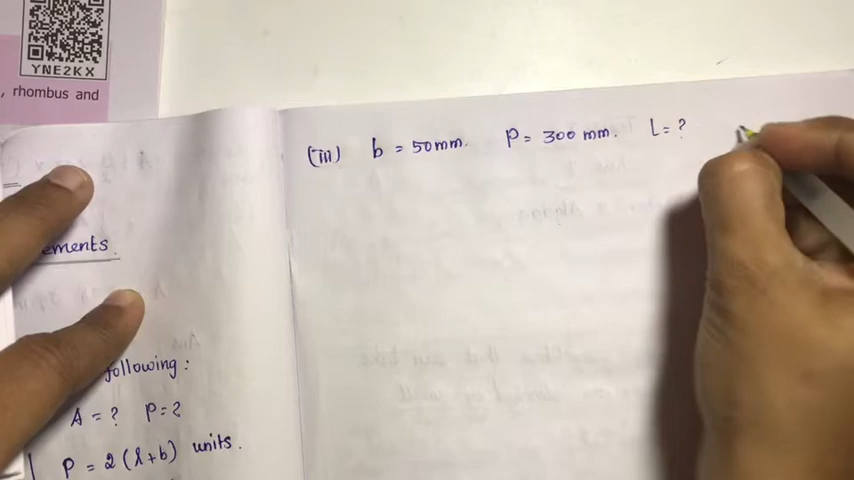 YNE2KX
, rhombus and
(iii) b = 50mm. P = 300 mm. L = ?
ements.
following:
A = ? P = ?
P = 2 (l+b) units.